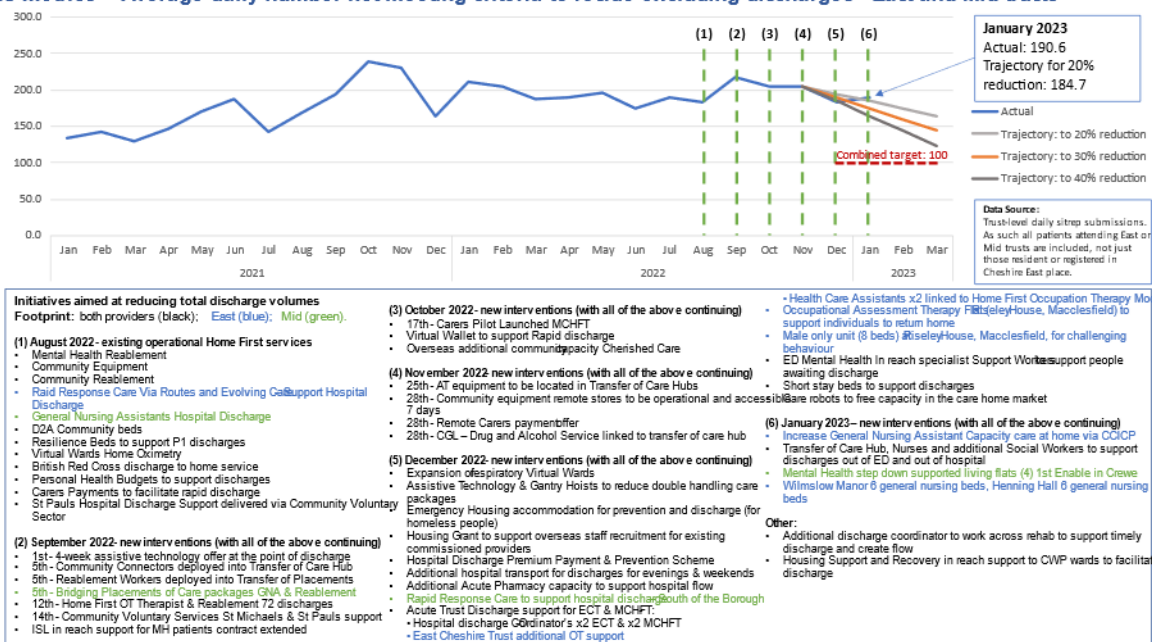 Average daily number not meeting criteria to reside excluding discharges - East and Mid trusts
300.0
250.0
200.0
150.0
100.0
50.0
0.0
(1) (2) (3) (4) (5) (6)
Combined target: 100
Jan Feb Mar Apr May Jun Jul Aug Sep Oct Nov Dec Jan Feb Mar Apr May Jun Jul Aug Sep Oct Nov Dec Jan Feb Mar
2021 2022 2023
January 2023
Actual: 190.6
Trajectory for 20%
reduction: 184.7
Actual
Trajectory: to 20% reduction
Trajectory: to 30% reduction
Trajectory: to 40% reduction
Data Source:
Trust-level daily sitrep submissions.
As such all patients attending East or
Mid trusts are included, not just
those resident or registered in
Cheshire East place.
Initiatives aimed at reducing total discharge volumes
Footprint: both providers (black); East (blue); Mid (green).
(1) August 2022- existing operational Home First services
• Mental Health Reablement
• Community Equipment
• Community Reablement
• Raid Response Care Via Routes and Evolving Support Hospital
Discharge
• General Nursing Assistants Hospital Discharge
• D2A Community beds
• Resilience Beds to support P1 discharges
• Virtual Wards Home Oximetry
• British Red Cross discharge to home service
• Personal Health Budgets to support discharges
• Carers Payments to facilitate rapid discharge
• St Pauls Hospital Discharge Support delivered via Community Voluntary
Sector
(2) September 2022- new interventions (with all of the above continuing)
• 1st- 4-week assistive technology offer at the point of discharge
• 5th- Community Connectors deployed into Transfer of Care Hub
• 5th- Reablement Workers deployed into Transfer of Placements
• 5th- Bridging Placements of Care packages GNA & Reablement
• 12th- Home First OT Therapist & Reablement 72 discharges
• 14th- Community Voluntary Services St Michaels & St Pauls support
• ISL in reach support for MH patients contract extended
(3) October 2022- new interventions (with all of the above continuing)
• 17th- Carers Pilot Launched MCHFT
• Virtual Wallet to support Rapid discharge
• Overseas additional community capacity Cherished Care
(4) November 2022- new interventions (with all of the above continuing)
• 25th- AT equipment to be located in Transfer of Care Hubs
• 28th- Community equipment remote stores to be operational and accessible
7 days
• 28th- Remote Carers payment offer
• 28th- CGL – Drug and Alcohol Service linked to transfer of care hub
(5) December 2022- new interventions (with all of the above continuing)
• Expansion of respiratory Virtual Wards
• Assistive Technology & Gantry Hoists to reduce double handling care
packages
• Emergency Housing accommodation for prevention and discharge (for
homeless people)
• Housing Grant to support overseas staff recruitment for existing
commissioned providers
• Hospital Discharge Premium Payment & Prevention Scheme
• Additional hospital transport for discharges for evenings & weekends
• Additional Acute Pharmacy capacity to support hospital flow
• Rapid Response Care to support hospital discharge South of the Borough
• Acute Trust Discharge support for ECT & MCHFT:
• Hospital discharge x2 ECT & x2 MCHFT
• East Cheshire Trust additional OT support
• Health Care Assistants x2 linked to Home First Occupation Therapy
• Occupational Assessment Therapy House, Macclesfield) to
support individuals to return home
• Male only unit (8 beds) House, Macclesfield, for challenging
behaviour
• ED Mental Health In reach specialist Support Workers support people
awaiting discharge
• Short stay beds to support discharges
• Care robots to free capacity in the care home market
(6) January 2023 – new interventions (with all of the above continuing)
• Increase General Nursing Assistant Capacity care at home via CCICP
• Transfer of Care Hub, Nurses and additional Social Workers to support
discharges out of ED and out of hospital
• Mental Health step down supported living flats (4) 1st Enable in Crewe
• Wilmslow Manor 6 general nursing beds, Henning Hall 6 general nursing
beds
Other:
• Additional discharge coordinator to work across rehab to support timely
discharge and create flow
• Housing Support and Recovery in reach support to CWP wards to facilitat
discharge